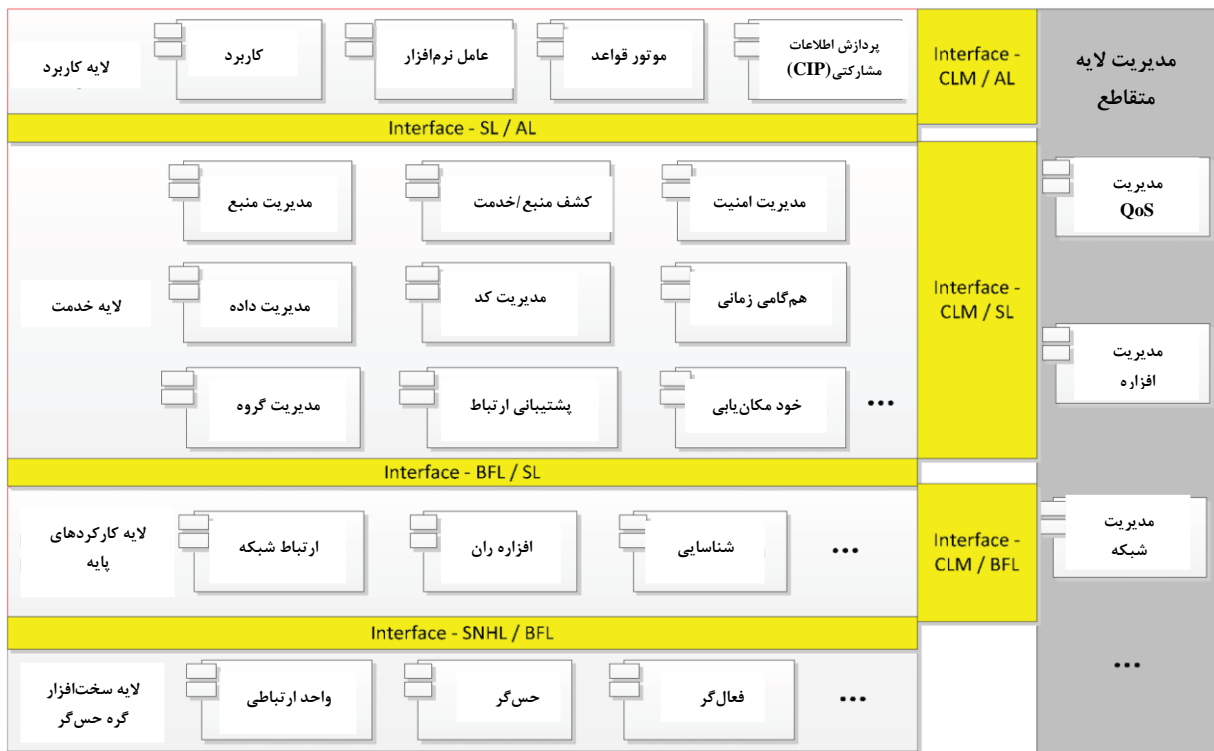 لایه کاربرد
کاربرد
عامل نرم‌افزار
موتور قواعد
پردازش اطلاعات
مشارکتی(CIP)
Interface -
CLM / AL
مدیریت لایه
متقاطع
Interface - SL / AL
لایه خدمت
مدیریت منبع
کشف منبع/خدمت
مدیریت امنیت
مدیریت داده
مدیریت کد
هم‌گامی زمانی
مدیریت گروه
پشتیبانی ارتباط
خود مکان‌یابی
...
Interface -
CLM / SL
مدیریت
QoS
مدیریت
افزاره
Interface - BFL / SL
لایه کارکردهای
پایه
ارتباط شبکه
افزاره ران
شناسایی
...
Interface -
CLM / BFL
مدیریت
شبکه
Interface - SNHL / BFL
لایه سخت‌افزار
گره حس‌گر
واحد ارتباطی
حس‌گر
فعال‌گر
...
...